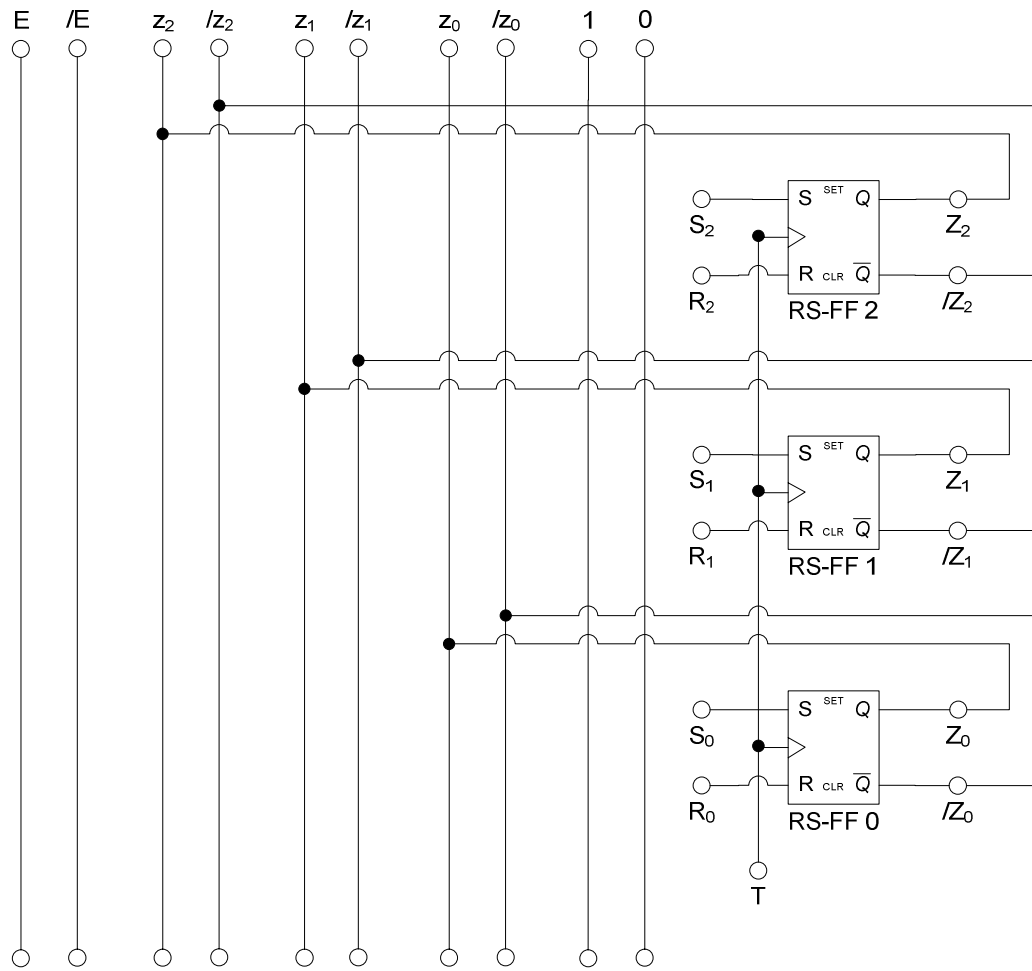 E /E z₂ /z₂ z₁ /z₁ z₀ /z₀ 1 0
S SET Q
S₂ Z₂
R CLR Q̅
R₂ /Z₂
RS-FF 2
S SET Q
S₁ Z₁
R CLR Q̅
R₁ /Z₁
RS-FF 1
S SET Q
S₀ Z₀
R CLR Q̅
R₀ /Z₀
RS-FF 0
T